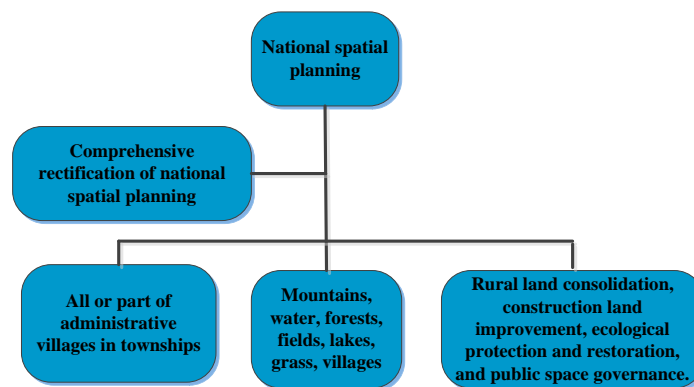 National spatial
planning
Comprehensive
rectification of national
spatial planning
All or part of
administrative
villages in townships
Mountains,
water, forests,
fields, lakes,
grass, villages
Rural land consolidation,
construction land
improvement, ecological
protection and restoration,
and public space governance.